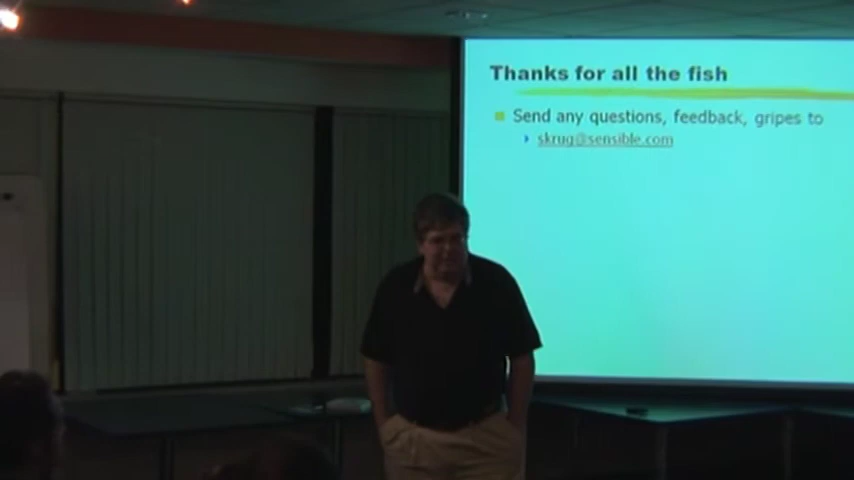 Thanks for all the fish
Send any questions, feedback, gripes to
skrug@sensible.com